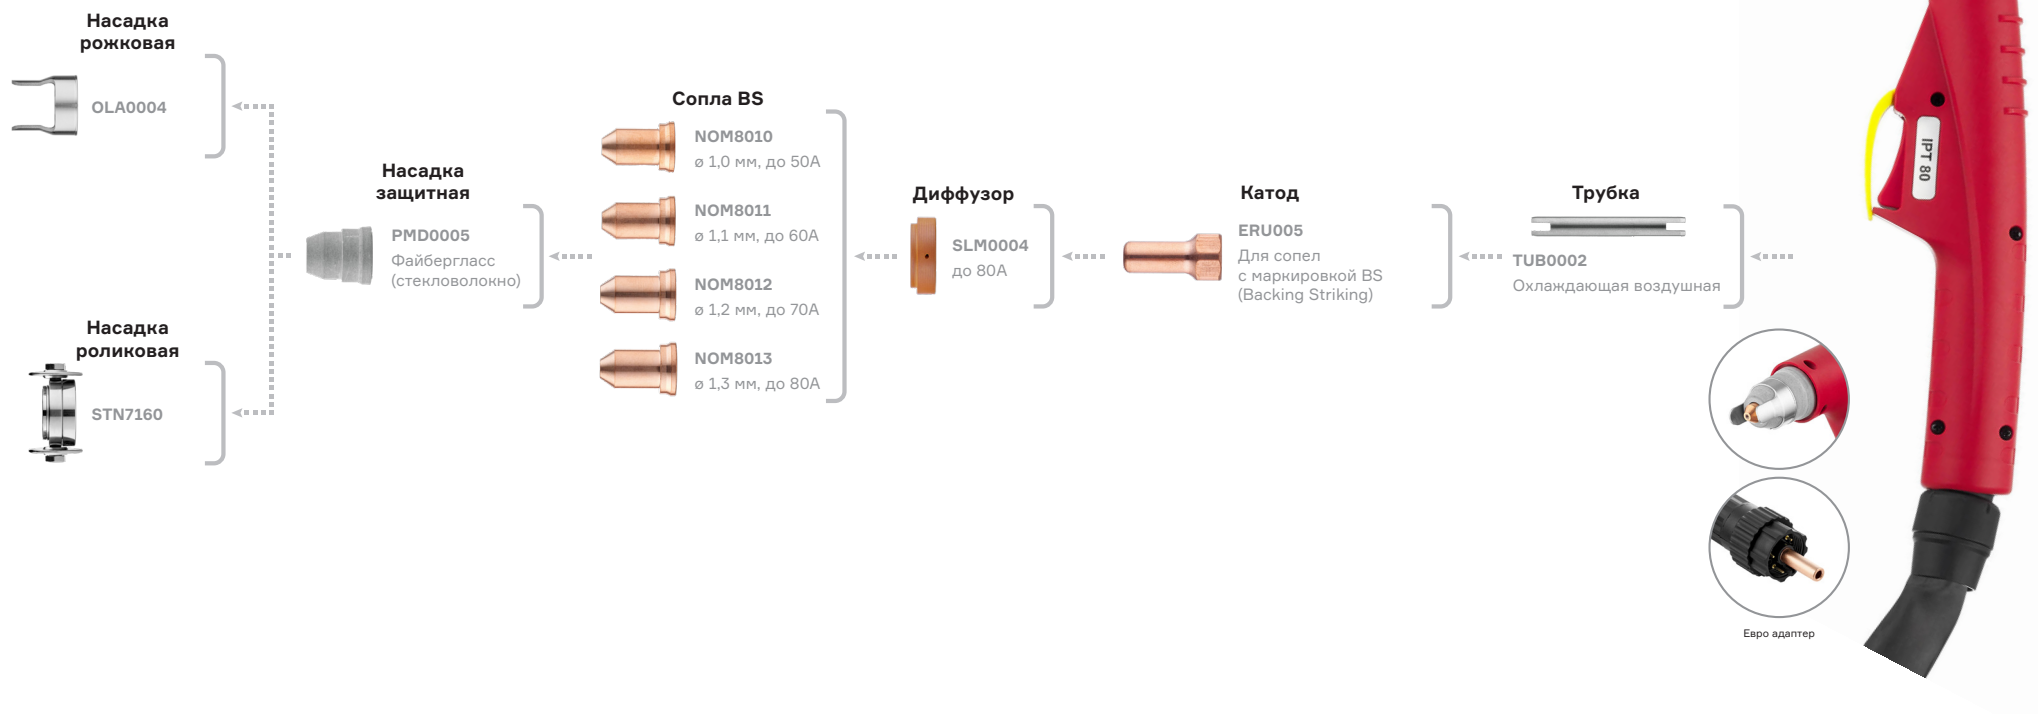 Насадка
рожковая
OLA0004
Насадка
роликовая
STN7160
Насадка
защитная
PMD0005
Файбергласс
(стекловолокно)
Сопла BS
NOM8010
ø 1,0 мм, до 50А
NOM8011
ø 1,1 мм, до 60А
NOM8012
ø 1,2 мм, до 70А
NOM8013
ø 1,3 мм, до 80А
Диффузор
SLM0004
до 80А
Катод
ERU005
Для сопел
с маркировкой BS
(Backing Striking)
Трубка
TUB0002
Охлаждающая воздушная
IPT 80
Евро адаптер